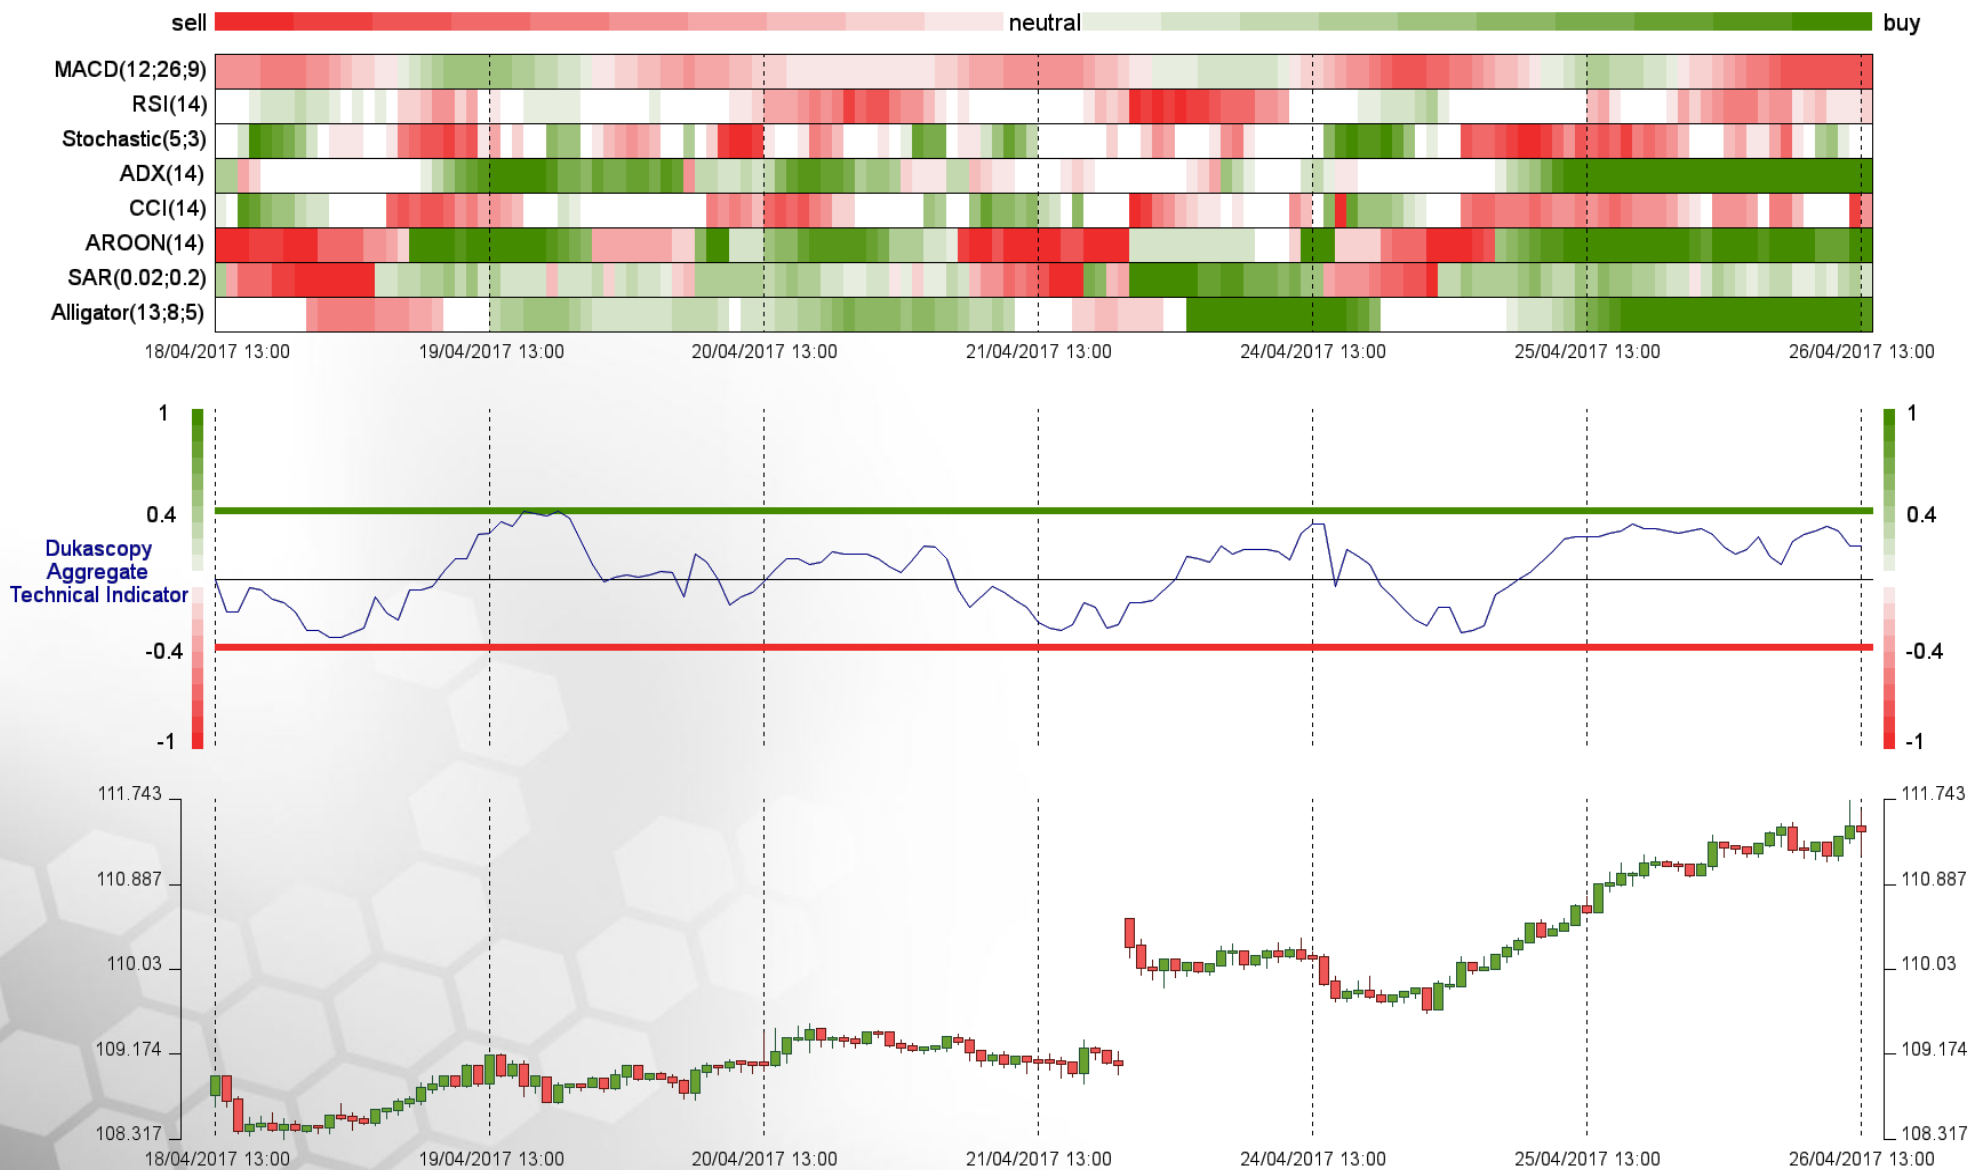 sell neutral buy
MACD(12;26;9)
RSI(14)
Stochastic(5;3)
ADX(14)
CCI(14)
AROON(14)
SAR(0.02;0.2)
Alligator(13;8;5)
18/04/2017 13:00 19/04/2017 13:00 20/04/2017 13:00 21/04/2017 13:00 24/04/2017 13:00 25/04/2017 13:00 26/04/2017 13:00
1 1
0.4 0.4
Dukascopy
Aggregate
Technical Indicator
-0.4 -0.4
-1 -1
111.743 111.743
110.887 110.887
110.03 110.03
109.174 109.174
108.317 108.317
18/04/2017 13:00 19/04/2017 13:00 20/04/2017 13:00 21/04/2017 13:00 24/04/2017 13:00 25/04/2017 13:00 26/04/2017 13:00